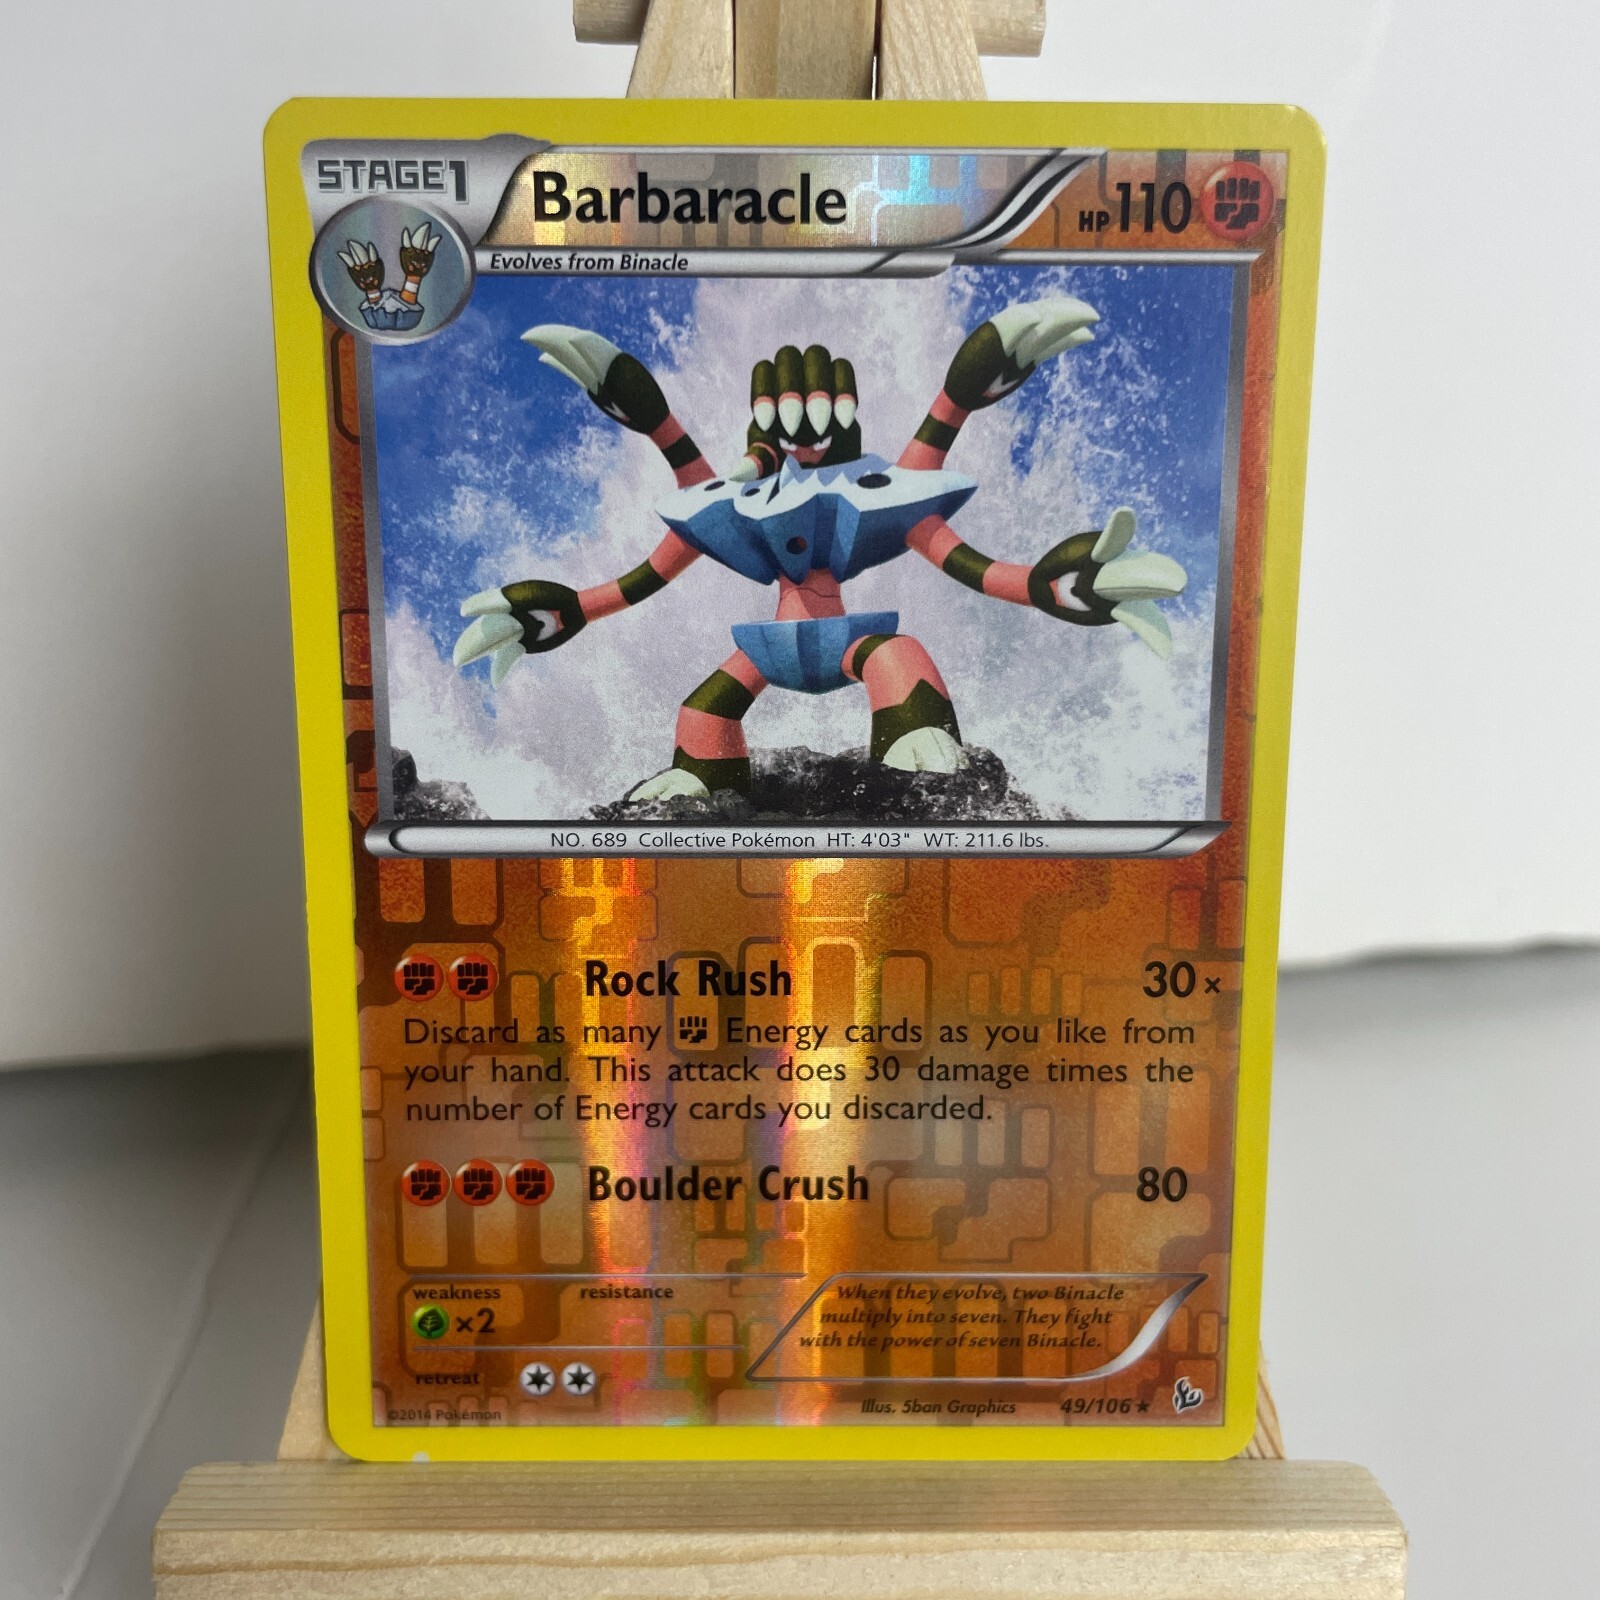 STAGE1
Barbaracle
HP110
Evolves from Binacle
NO. 689 Collective Pokémon HT: 4'03" WT: 211.6 lbs.
Rock Rush 30×
Discard as many Energy cards as you like from
your hand. This attack does 30 damage times the
number of Energy cards you discarded.
Boulder Crush 80
weakness resistance
×2
When they evolve, two Binacle
multiply into seven. They fight
with the power of seven Binacle.
retreat
©2014 Pokémon
Illus. 5ban Graphics 49/106 ★